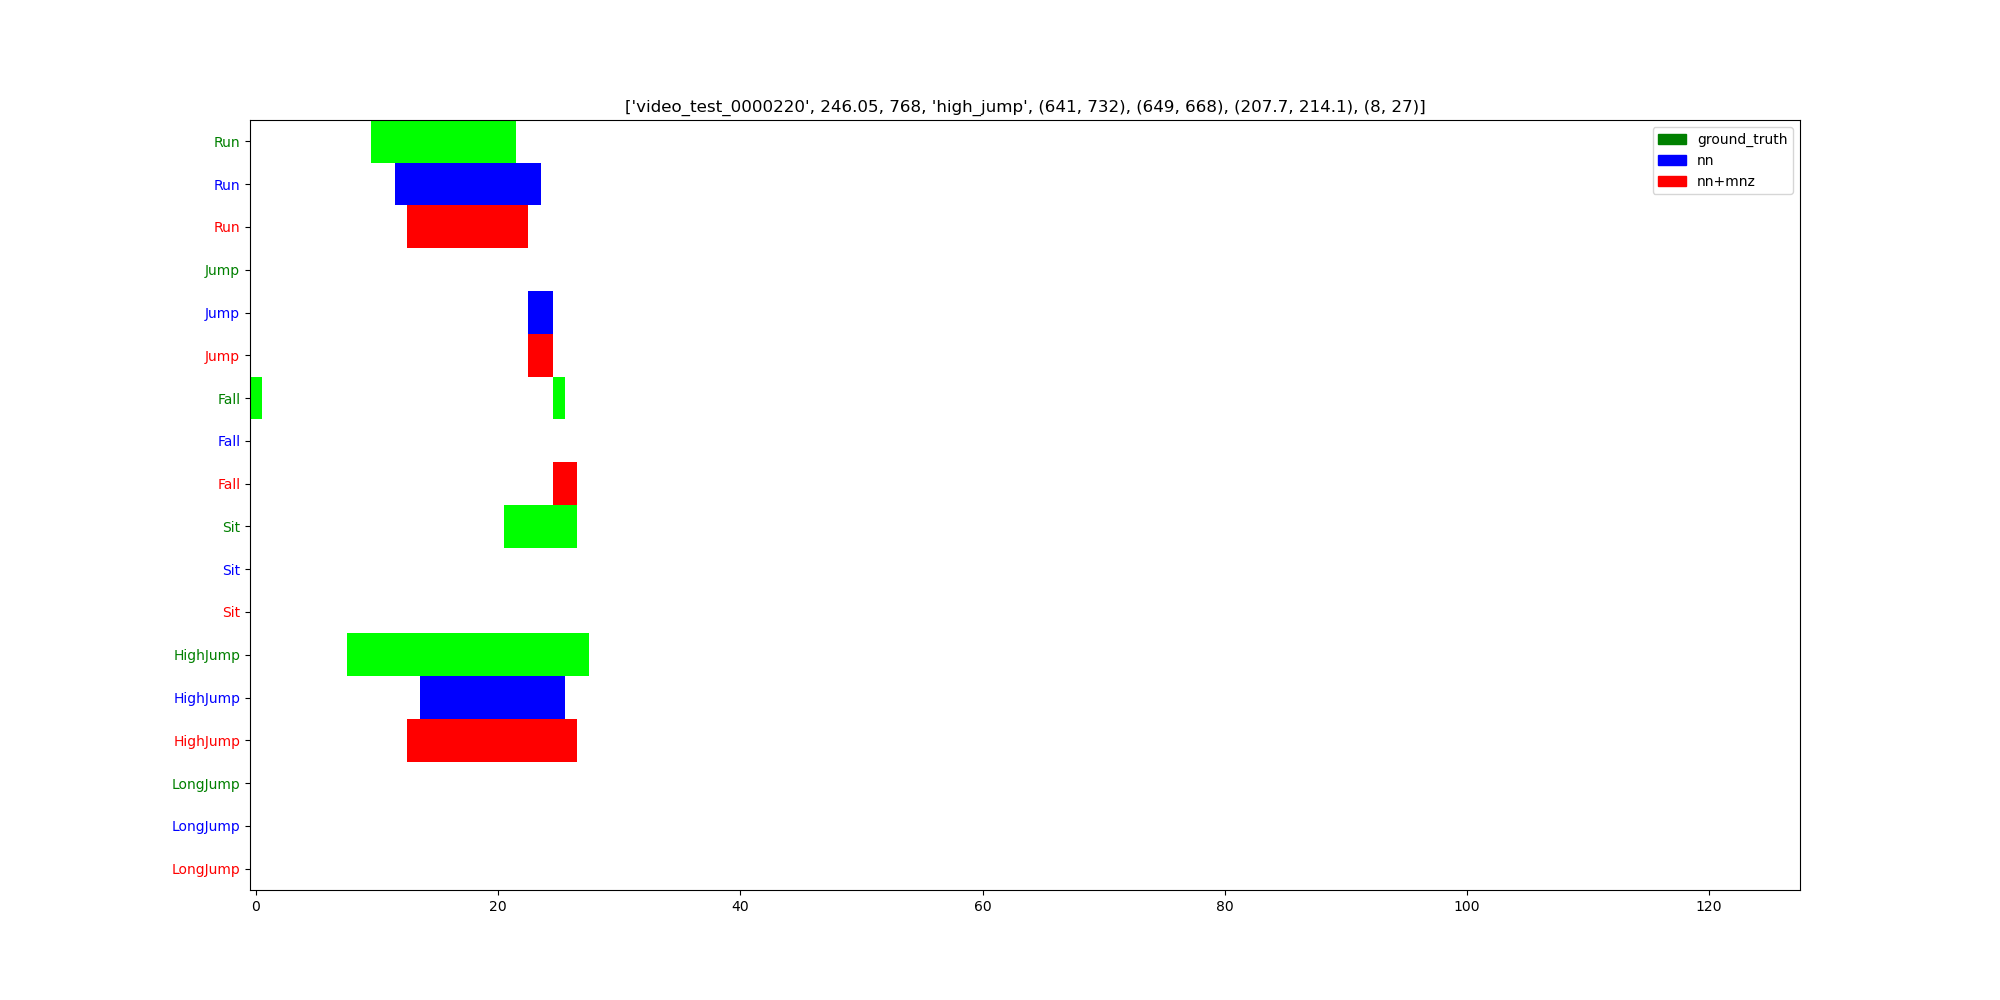 ['video_test_0000220', 246.05, 768, 'high_jump', (641, 732), (649, 668), (207.7, 214.1), (8, 27)]
ground_truth
nn
nn+mnz
Run
Run
Run
Jump
Jump
Jump
Fall
Fall
Fall
Sit
Sit
Sit
HighJump
HighJump
HighJump
LongJump
LongJump
LongJump
0 20 40 60 80 100 120